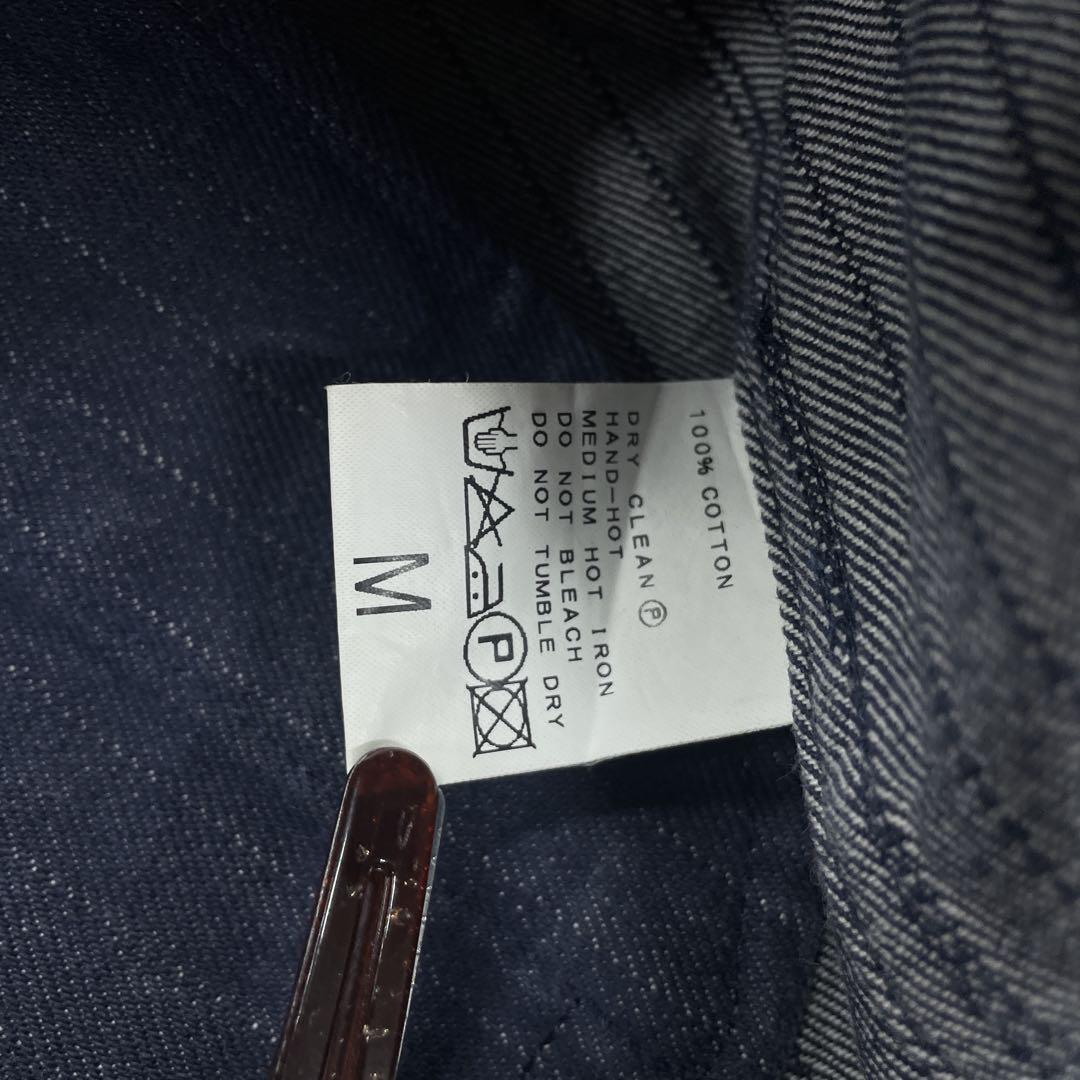 100% COTTON
DRY CLEAN Ⓟ
HAND-HOT
MEDIUM HOT IRON
DO NOT BLEACH
DO NOT TUMBLE DRY
P
M